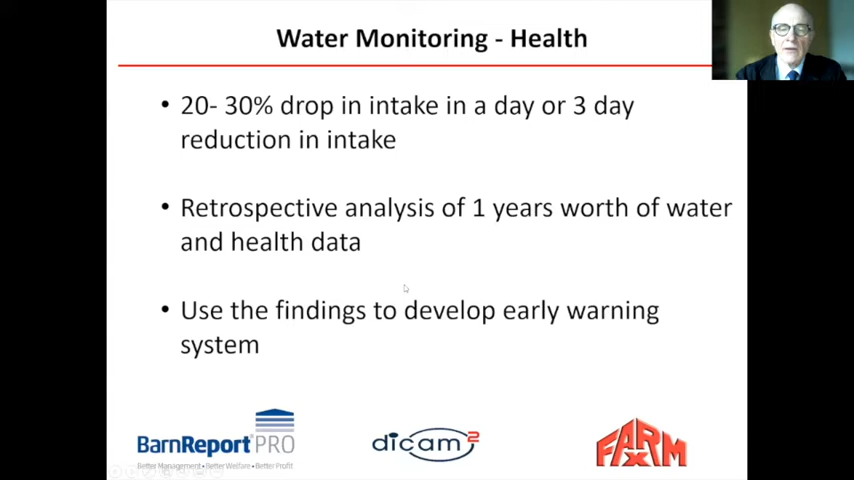 Water Monitoring - Health
• 20- 30% drop in intake in a day or 3 day
reduction in intake
• Retrospective analysis of 1 years worth of water
and health data
• Use the findings to develop early warning
system
BarnReport PRO
Better Management • Better Welfare • Better Profit
dicam2
FARM
EX